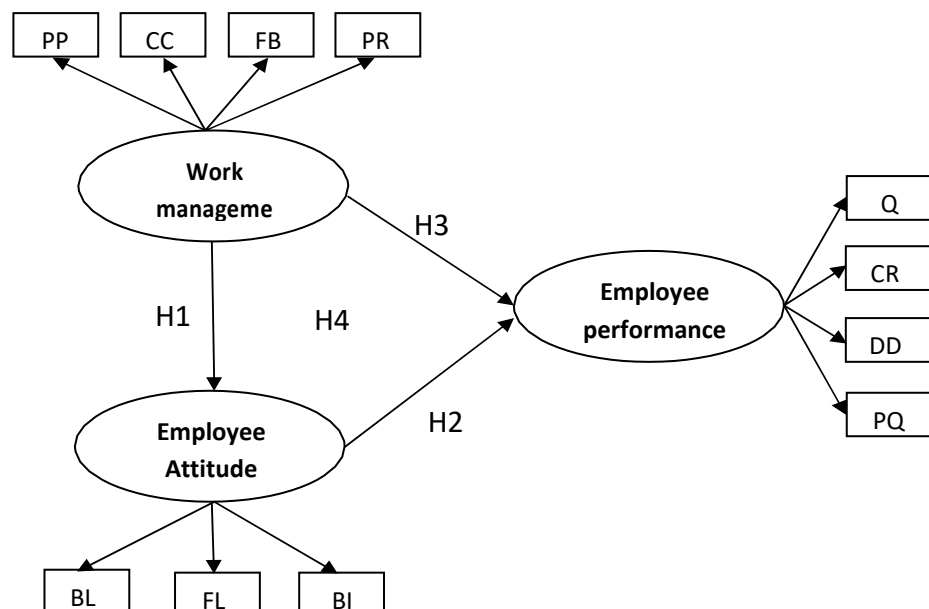 PP
CC
FB
PR
Work
manageme
H3
Q
CR
Employee
performance
H1
H4
DD
H2
PQ
Employee
Attitude
BL
FL
BI